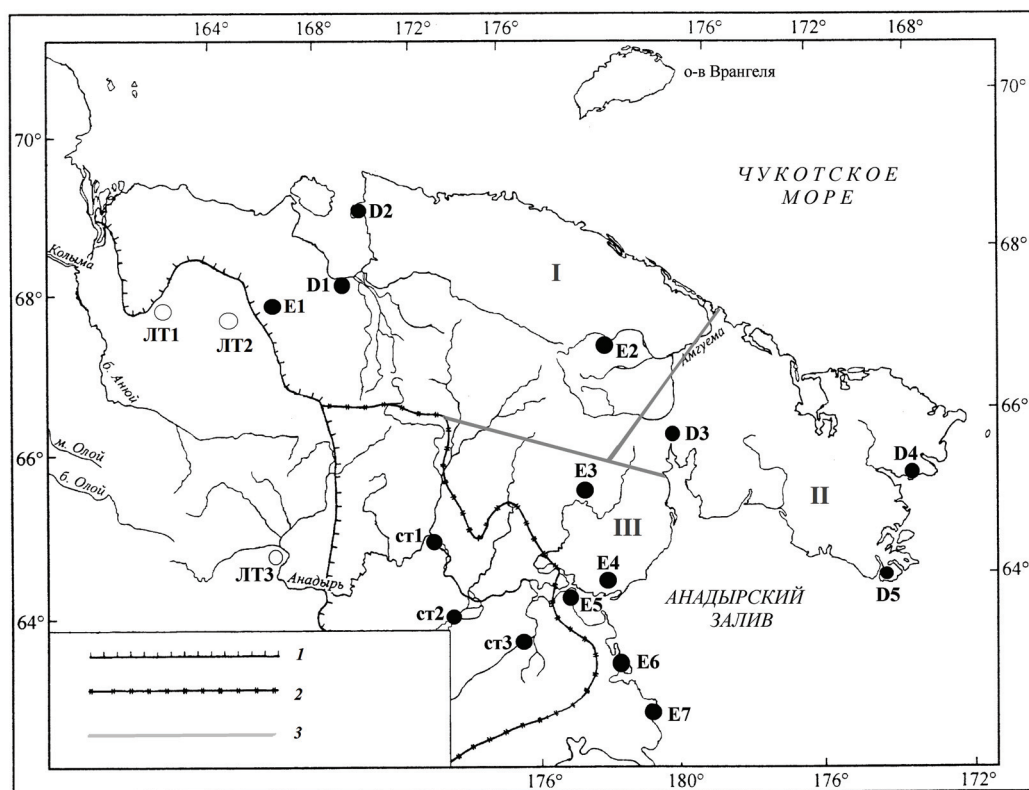 164° 168° 172° 176° 176° 172° 168°
70°
о-в Врангеля
70°
ЧУКОТСКОЕ
МОРЕ
D2
68°
Колыма
I
D1
68°
E1
ЛТ1
ЛТ2
E2
Амгуема
б. Анюй
66°
D3
м. Олой
66°
D4
б. Олой
E3
II
III
ст1
ЛТ3
Анадырь
E4
64°
D5
E5
АНАДЫРСКИЙ
ЗАЛИВ
ст2
64°
ст3
1
E6
2
E7
3
176° 180° 176° 172°